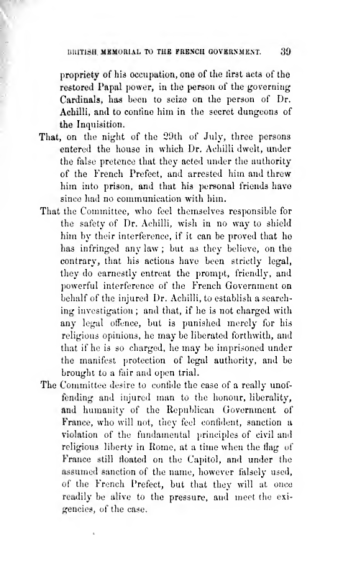 BRITISH MEMORIAL TO THE FRENCH GOVERNMENT. 39
propriety of his occupation, one of the first acts of the
restored Papal power, in the person of the governing
Cardinals, has been to seize on the person of Dr.
Achilli, and to confine him in the secret dungeons of
the Inquisition.
That, on the night of the 29th of July, three persons
entered the house in which Dr. Achilli dwelt, under
the false pretence that they acted under the authority
of the French Prefect, and arrested him and threw
him into prison, and that his personal friends have
since had no communication with him.
That the Committee, who feel themselves responsible for
the safety of Dr. Achilli, wish in no way to shield
him by their interference, if it can be proved that he
has infringed any law; but as they believe, on the
contrary, that his actions have been strictly legal,
they do earnestly entreat the prompt, friendly, and
powerful interference of the French Government on
behalf of the injured Dr. Achilli, to establish a search-
ing investigation; and that, if he is not charged with
any legal offence, but is punished merely for his
religious opinions, he may be liberated forthwith, and
that if he is so charged, he may be imprisoned under
the manifest protection of legal authority, and be
brought to a fair and open trial.
The Committee desire to confide the case of a really unof-
fending and injured man to the honour, liberality,
and humanity of the Republican Government of
France, who will not, they feel confident, sanction a
violation of the fundamental principles of civil and
religious liberty in Rome, at a time when the flag of
France still floated on the Capitol, and under the
assumed sanction of the name, however falsely used,
of the French Prefect, but that they will at once
readily be alive to the pressure, and meet the exi-
gencies, of the case.